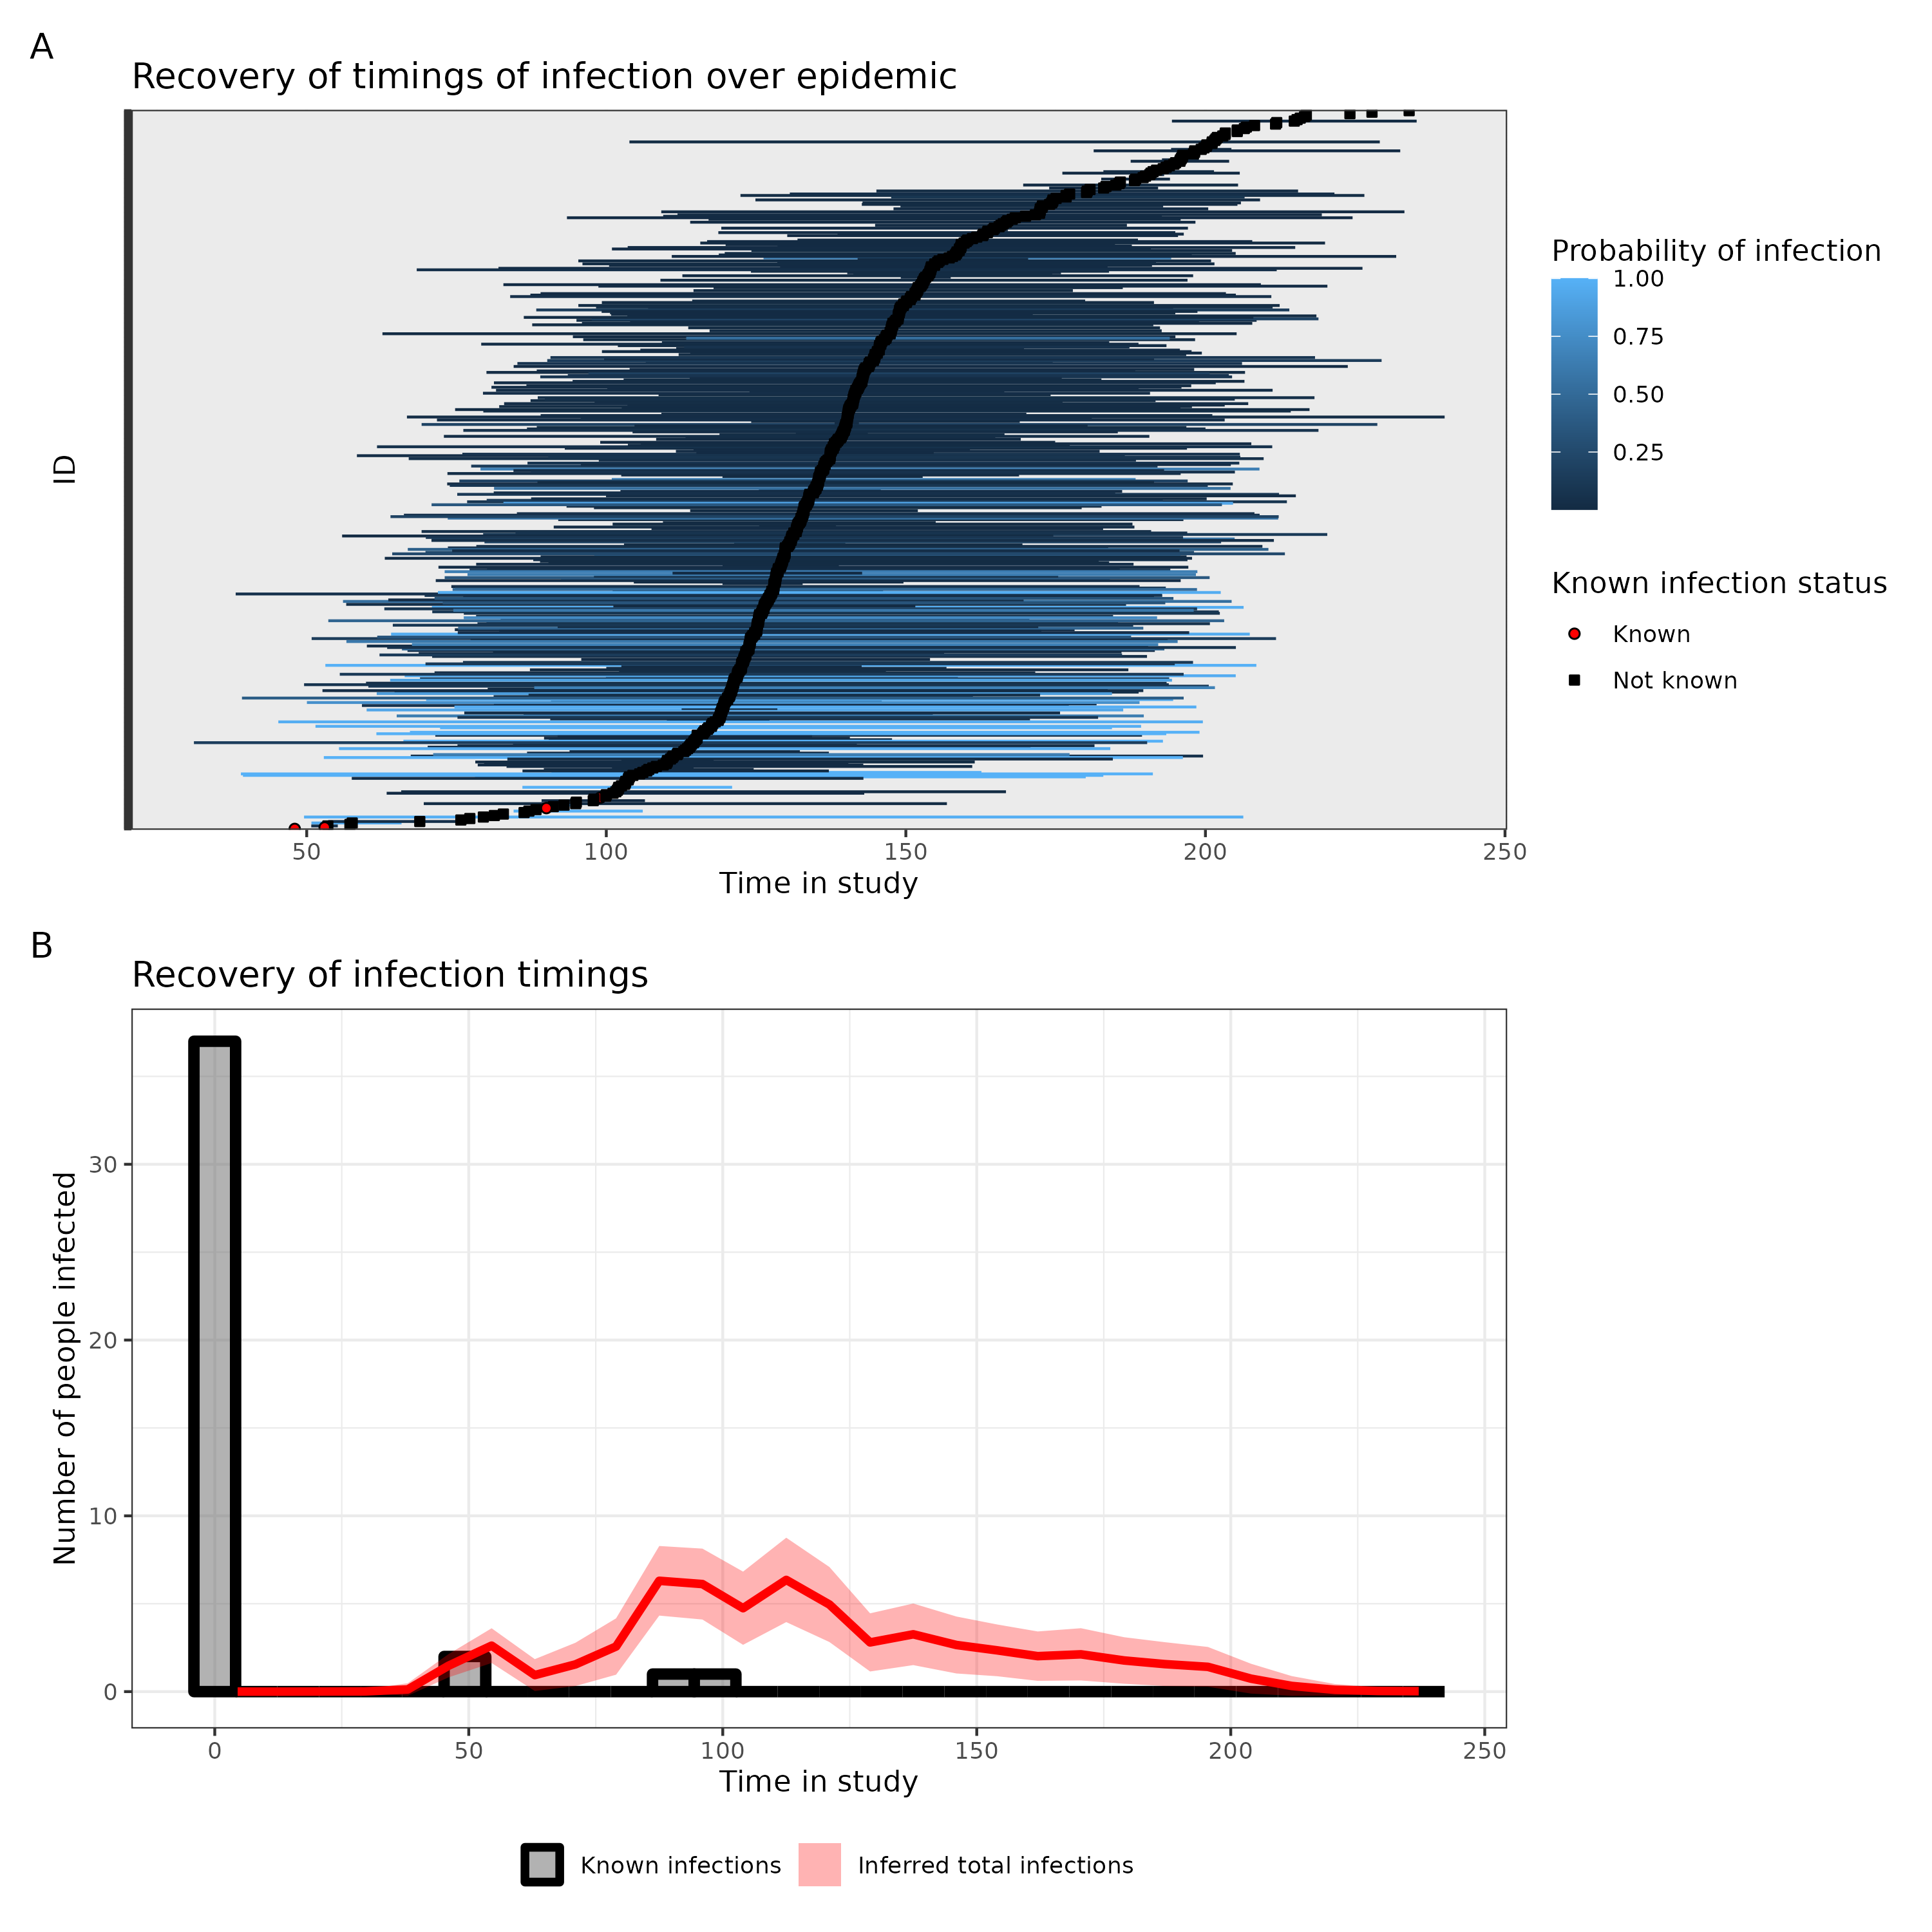 A
Recovery of timings of infection over epidemic
ID
50 100 150 200 250
Time in study
Probability of infection
1.00
0.75
0.50
0.25
Known infection status
Known
Not known
B
Recovery of infection timings
Number of people infected
30
20
10
0
0 50 100 150 200 250
Time in study
Known infections Inferred total infections